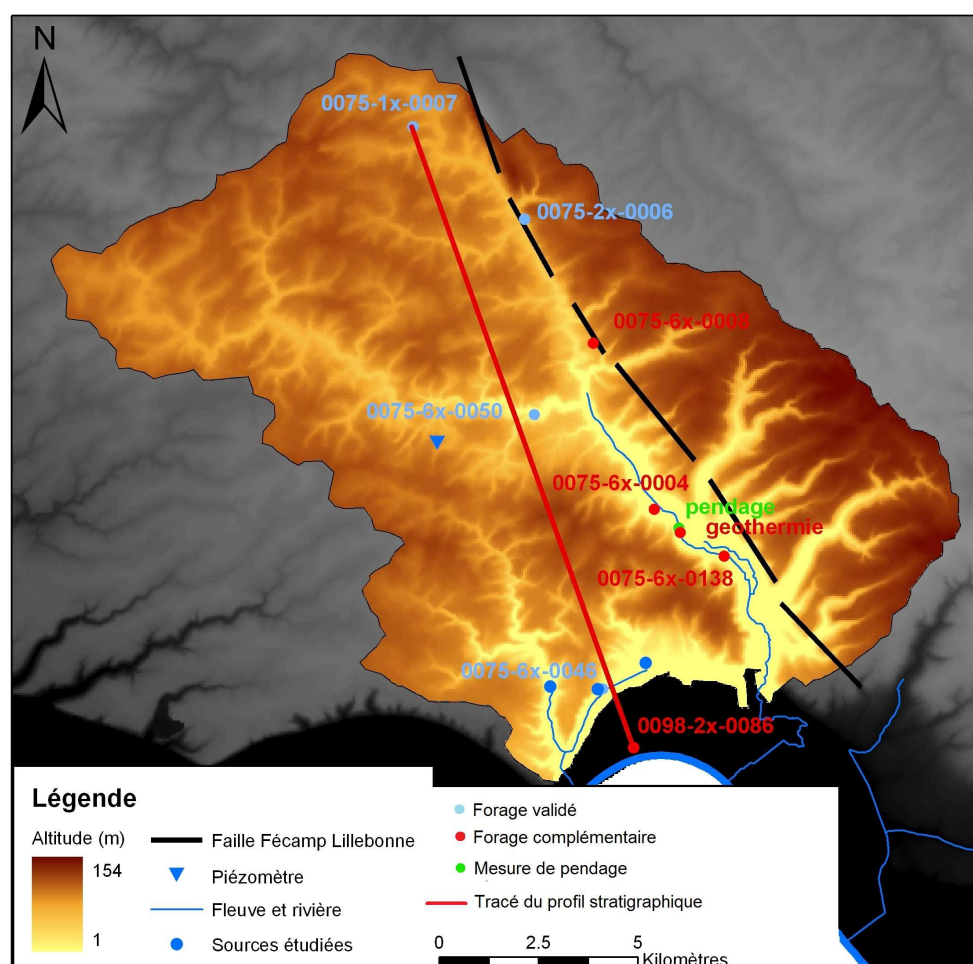 N
0075-1x-0007
0075-2x-0006
0075-6x-0009
0075-6x-0050
0075-6x-0004
pendage
geothermie
0075-6x-0138
0075-6x-0046
0098-2x-0086
Légende
Altitude (m)
154
1
Faille Fécamp Lillebonne
Piézomètre
Fleuve et rivière
Sources étudiées
Forage validé
Forage complémentaire
Mesure de pendage
Tracé du profil stratigraphique
0 2.5 5
Kilomètres